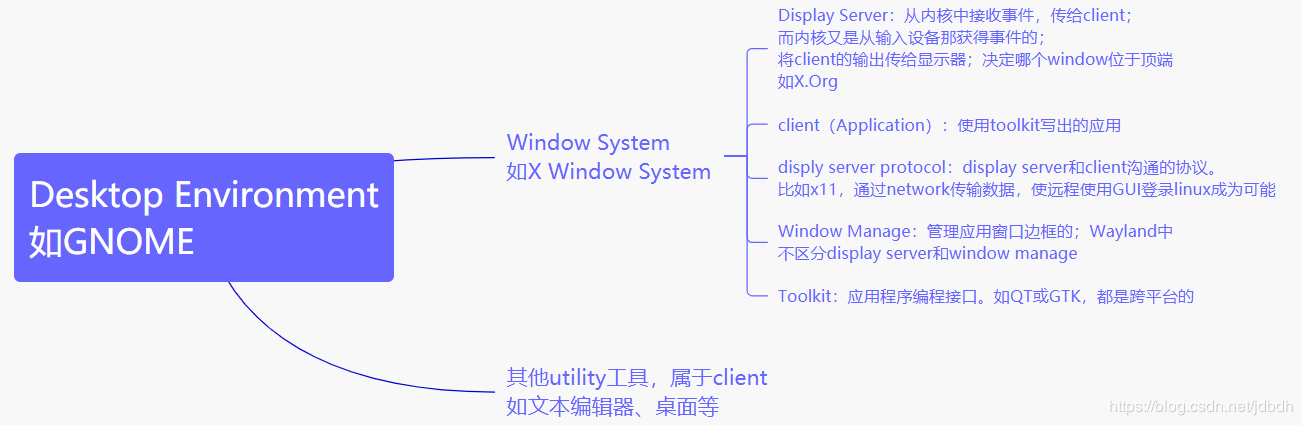 Desktop Environment
如GNOME
Window System
如X Window System
Display Server：从内核中接收事件，传给client；
而内核又是从输入设备那获得事件的；
将client的输出传给显示器；决定哪个window位于顶端
如X.Org
client（Application）：使用toolkit写出的应用
disply server protocol：display server和client沟通的协议。
比如x11，通过network传输数据，使远程使用GUI登录linux成为可能
Window Manage：管理应用窗口边框的；Wayland中
不区分display server和window manage
Toolkit：应用程序编程接口。如QT或GTK，都是跨平台的
其他utility工具，属于client
如文本编辑器、桌面等
https://blog.csdn.net/jdbdh